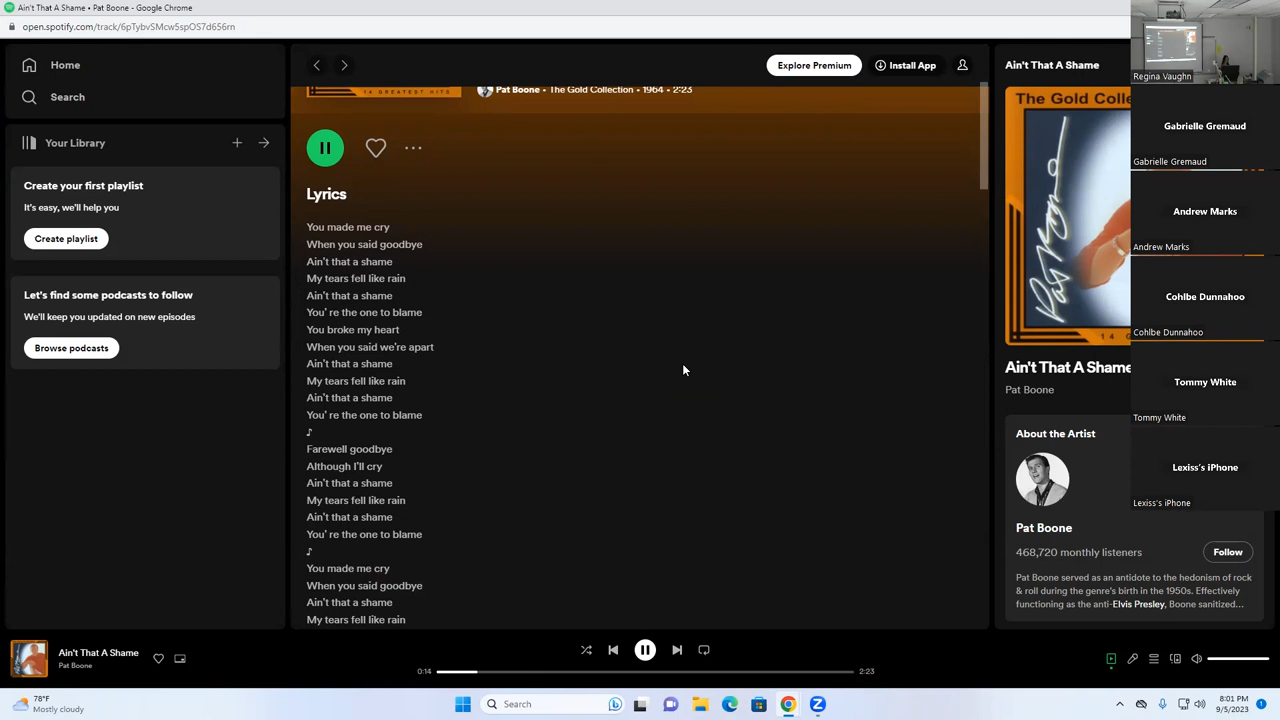 Ain't That A Shame • Pat Boone - Google Chrome
open.spotify.com/track/6pTybvSMcw5spOS7d656rn
Home
Search
Your Library
Create your first playlist
It's easy, we'll help you
Create playlist
Let's find some podcasts to follow
We'll keep you updated on new episodes
Browse podcasts
Explore Premium
Install App
14 GREATEST HITS
Pat Boone • The Gold Collection • 1964 • 2:23
Lyrics
You made me cry
When you said goodbye
Ain't that a shame
My tears fell like rain
Ain't that a shame
You' re the one to blame
You broke my heart
When you said we're apart
Ain't that a shame
My tears fell like rain
Ain't that a shame
You' re the one to blame
♪
Farewell goodbye
Although I'll cry
Ain't that a shame
My tears fell like rain
Ain't that a shame
You' re the one to blame
♪
You made me cry
When you said goodbye
Ain't that a shame
My tears fell like rain
Ain't That A Shame
The Gold Colle
Pat Boone
14 G
Ain't That A Shame
Pat Boone
About the Artist
Pat Boone
468,720 monthly listeners
Follow
Pat Boone served as an antidote to the hedonism of rock
& roll during the genre's birth in the 1950s. Effectively
functioning as the anti-Elvis Presley, Boone sanitized...
Regina Vaughn
Gabrielle Gremaud
Gabrielle Gremaud
Andrew Marks
Andrew Marks
Cohlbe Dunnahoo
Cohlbe Dunnahoo
Tommy White
Tommy White
Lexiss's iPhone
Lexiss's iPhone
Ain't That A Shame
Pat Boone
0:14
2:23
78°F
Mostly cloudy
Search
8:01 PM
9/5/2023
1